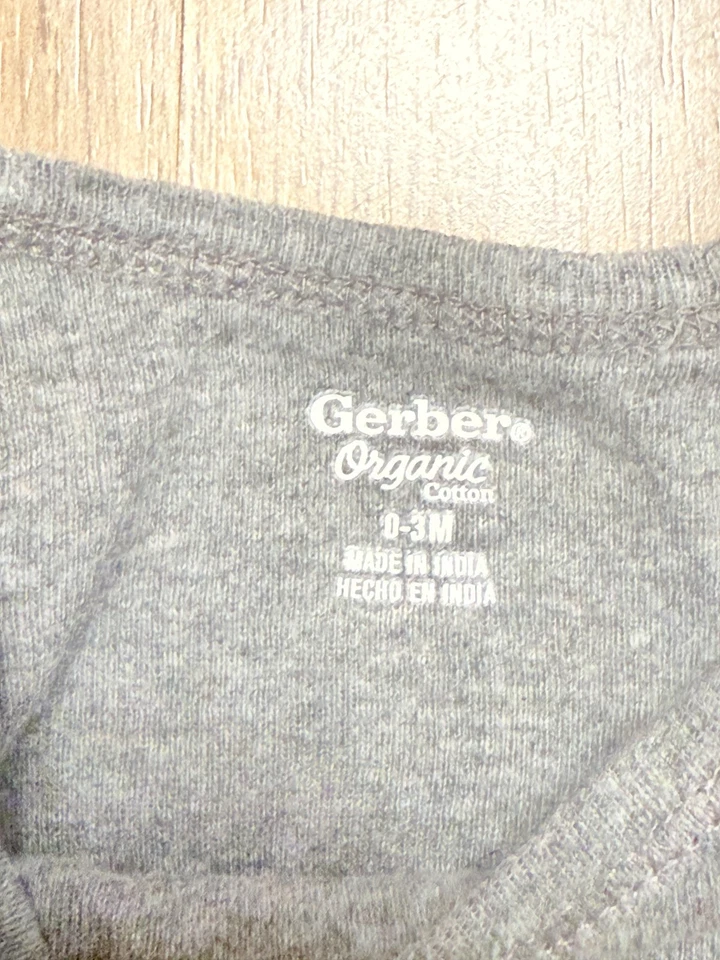 Gerber®
Organic
Cotton
0-3M
MADE IN INDIA
HECHO EN INDIA